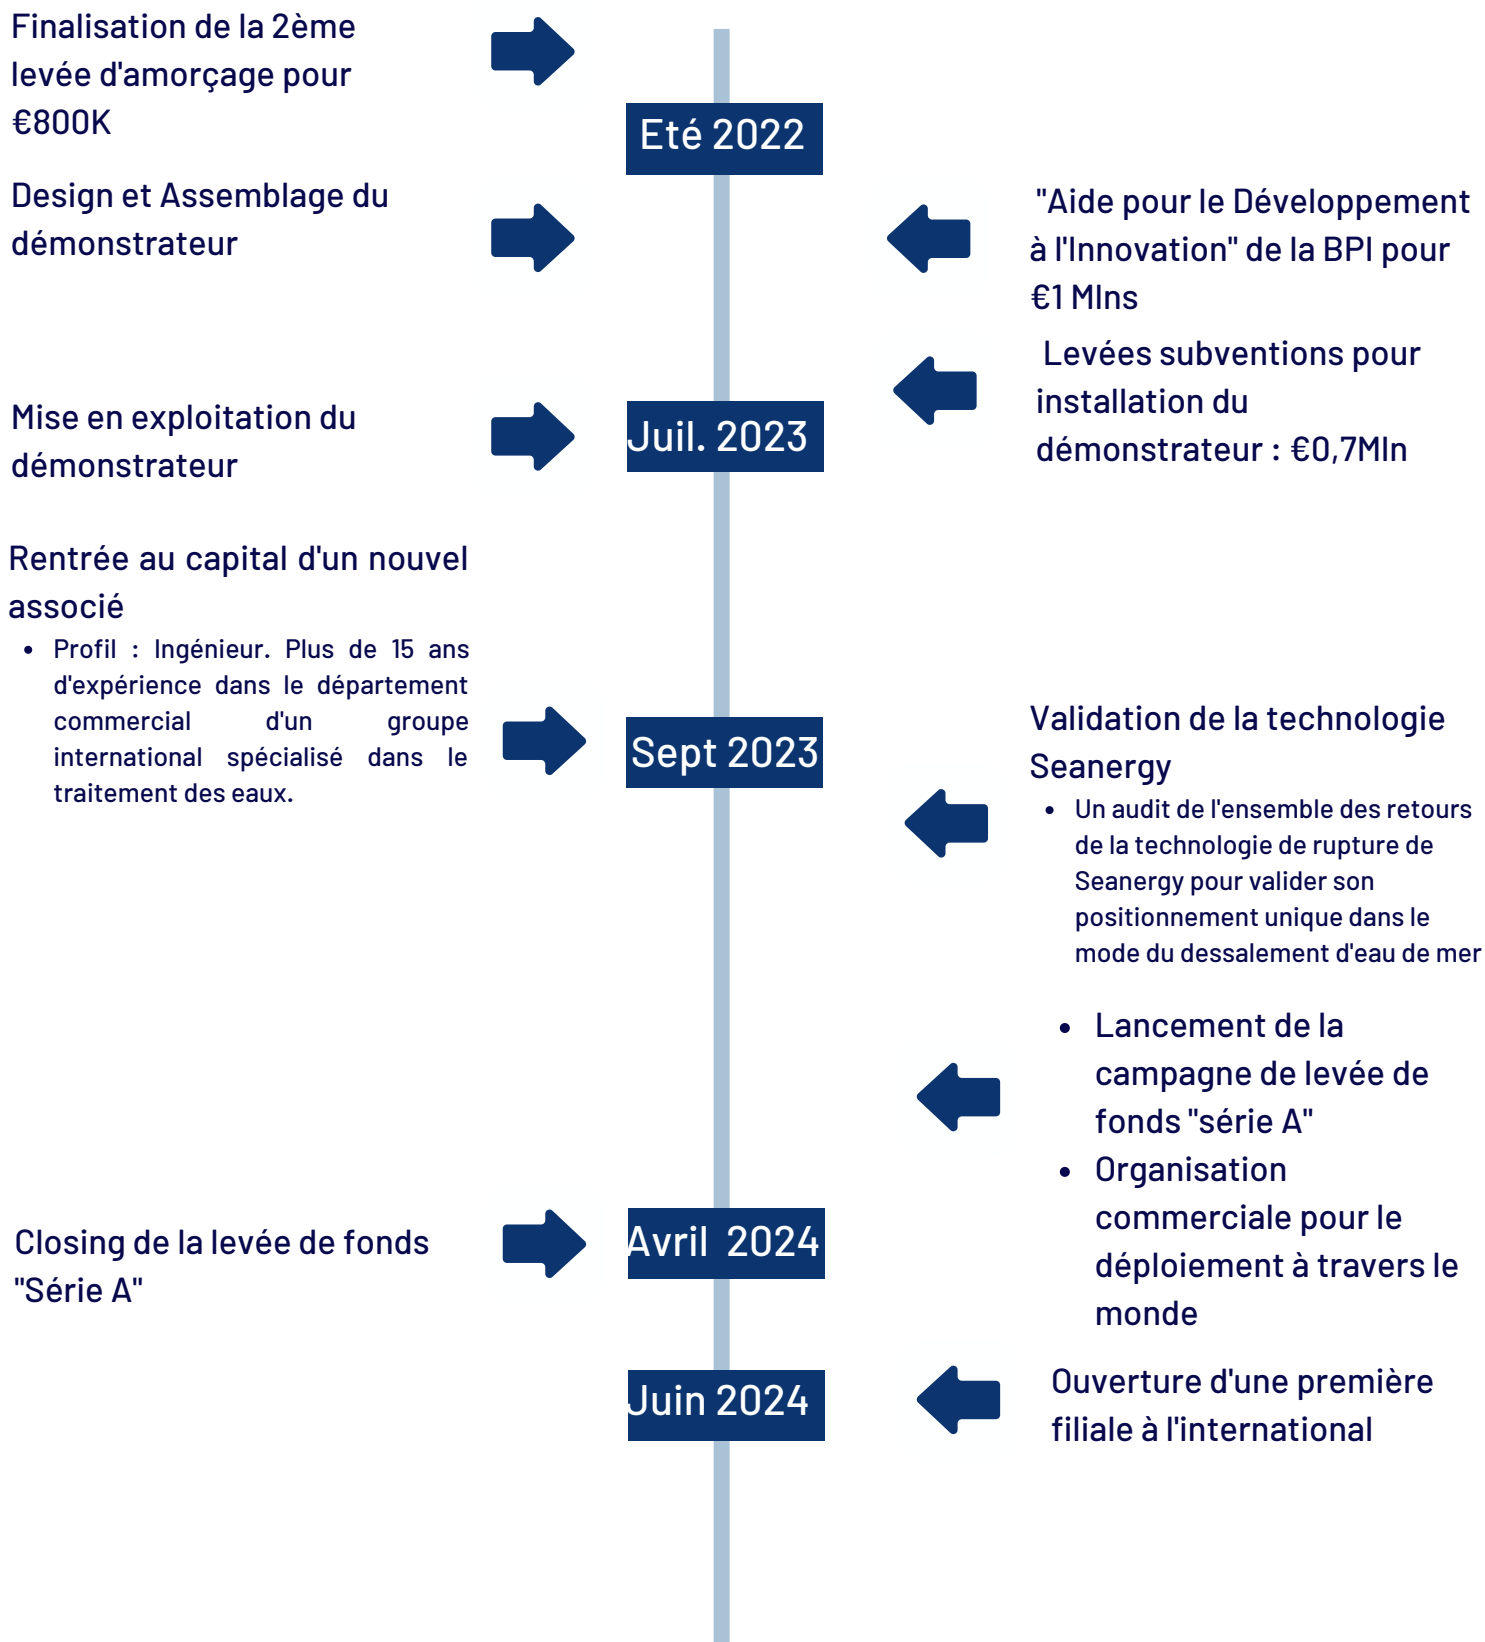 Finalisation de la 2ème
levée d'amorçage pour
€800K
Eté 2022
Design et Assemblage du
démonstrateur
"Aide pour le Développement
à l'Innovation" de la BPI pour
€1 Mlns
Levées subventions pour
installation du
démonstrateur : €0,7Mln
Mise en exploitation du
démonstrateur
Juil. 2023
Rentrée au capital d'un nouvel
associé
• Profil : Ingénieur. Plus de 15 ans
d'expérience dans le département
commercial d'un groupe
international spécialisé dans le
traitement des eaux.
Sept 2023
Validation de la technologie
Seanergy
• Un audit de l'ensemble des retours
de la technologie de rupture de
Seanergy pour valider son
positionnement unique dans le
mode du dessalement d'eau de mer
• Lancement de la
campagne de levée de
fonds "série A"
• Organisation
commerciale pour le
déploiement à travers le
monde
Closing de la levée de fonds
"Série A"
Avril 2024
Juin 2024
Ouverture d'une première
filiale à l'international